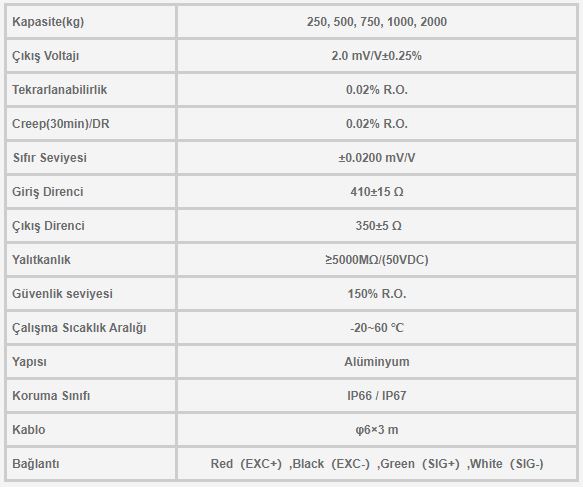 Kapasite(kg) 250, 500, 750, 1000, 2000
Çıkış Voltajı 2.0 mV/V±0.25%
Tekrarlanabilirlik 0.02% R.O.
Creep(30min)/DR 0.02% R.O.
Sıfır Seviyesi ±0.0200 mV/V
Giriş Direnci 410±15 Ω
Çıkış Direnci 350±5 Ω
Yalıtkanlık ≥5000MΩ/(50VDC)
Güvenlik seviyesi 150% R.O.
Çalışma Sıcaklık Aralığı -20~60 °C
Yapısı Alüminyum
Koruma Sınıfı IP66 / IP67
Kablo φ6×3 m
Bağlantı Red（EXC+）,Black（EXC-）,Green（SIG+）,White（SIG-)